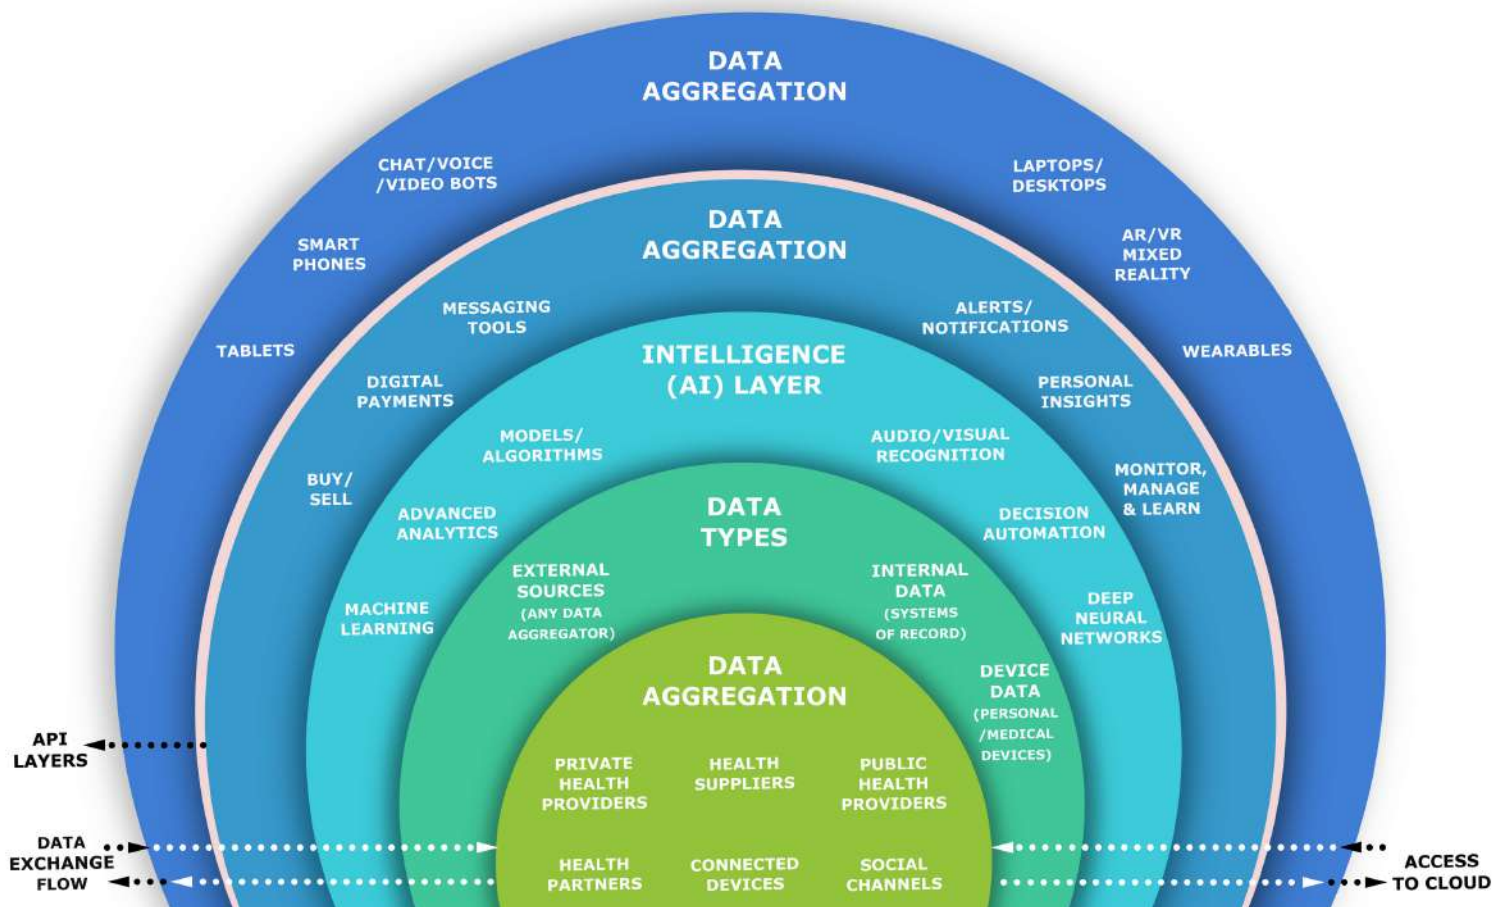 DATA
AGGREGATION
CHAT/VOICE
/VIDEO BOTS
LAPTOPS/
DESKTOPS
SMART
PHONES
AR/VR
MIXED
REALITY
TABLETS
WEARABLES
DATA
AGGREGATION
MESSAGING
TOOLS
ALERTS/
NOTIFICATIONS
DIGITAL
PAYMENTS
PERSONAL
INSIGHTS
BUY/
SELL
MONITOR,
MANAGE
& LEARN
INTELLIGENCE
(AI) LAYER
MODELS/
ALGORITHMS
AUDIO/VISUAL
RECOGNITION
ADVANCED
ANALYTICS
DECISION
AUTOMATION
MACHINE
LEARNING
DEEP
NEURAL
NETWORKS
DATA
TYPES
EXTERNAL
SOURCES
(ANY DATA
AGGREGATOR)
INTERNAL
DATA
(SYSTEMS
OF RECORD)
DEVICE
DATA
(PERSONAL
/MEDICAL
DEVICES)
DATA
AGGREGATION
PRIVATE
HEALTH
PROVIDERS
HEALTH
SUPPLIERS
PUBLIC
HEALTH
PROVIDERS
HEALTH
PARTNERS
CONNECTED
DEVICES
SOCIAL
CHANNELS
API
LAYERS
DATA
EXCHANGE
FLOW
ACCESS
TO CLOUD